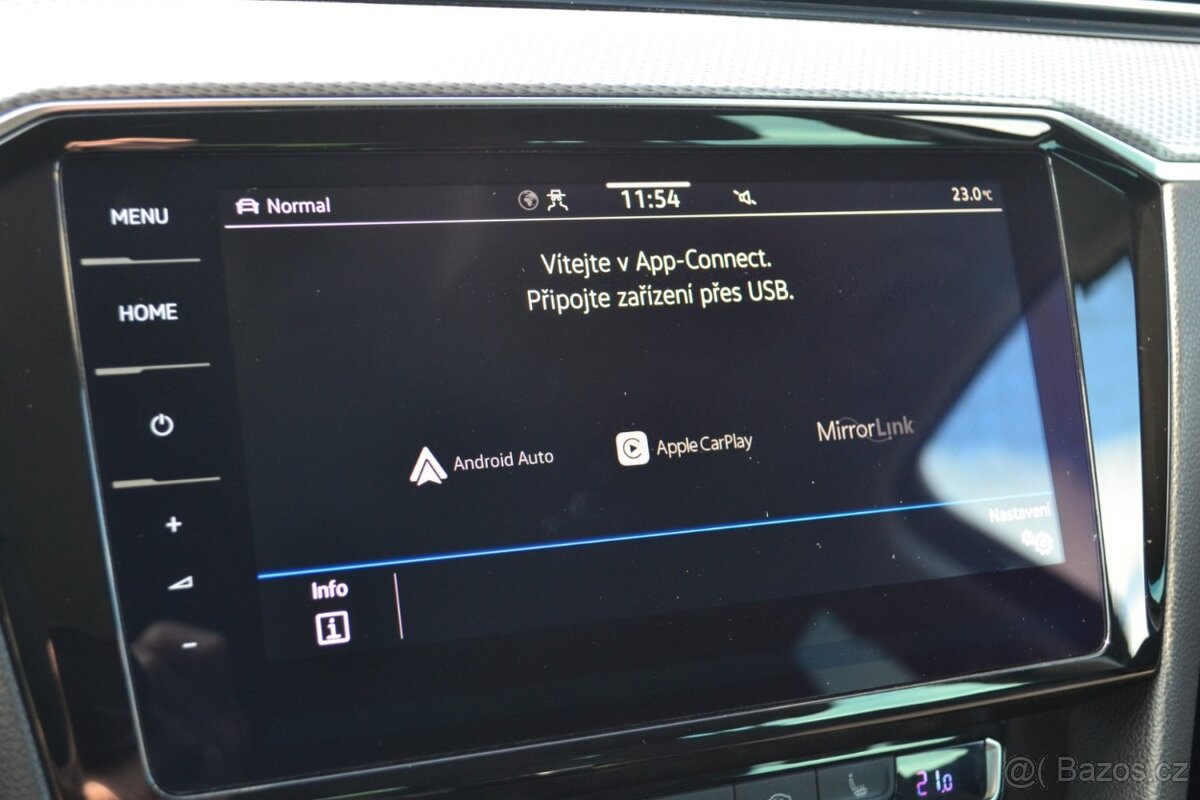 MENU
HOME
Normal
11:54
23.0°C
Vítejte v App-Connect.
Připojte zařízení přes USB.
Android Auto
Apple CarPlay
MirrorLink
Nastavení
Info
i
21.0
@( Bazos.cz